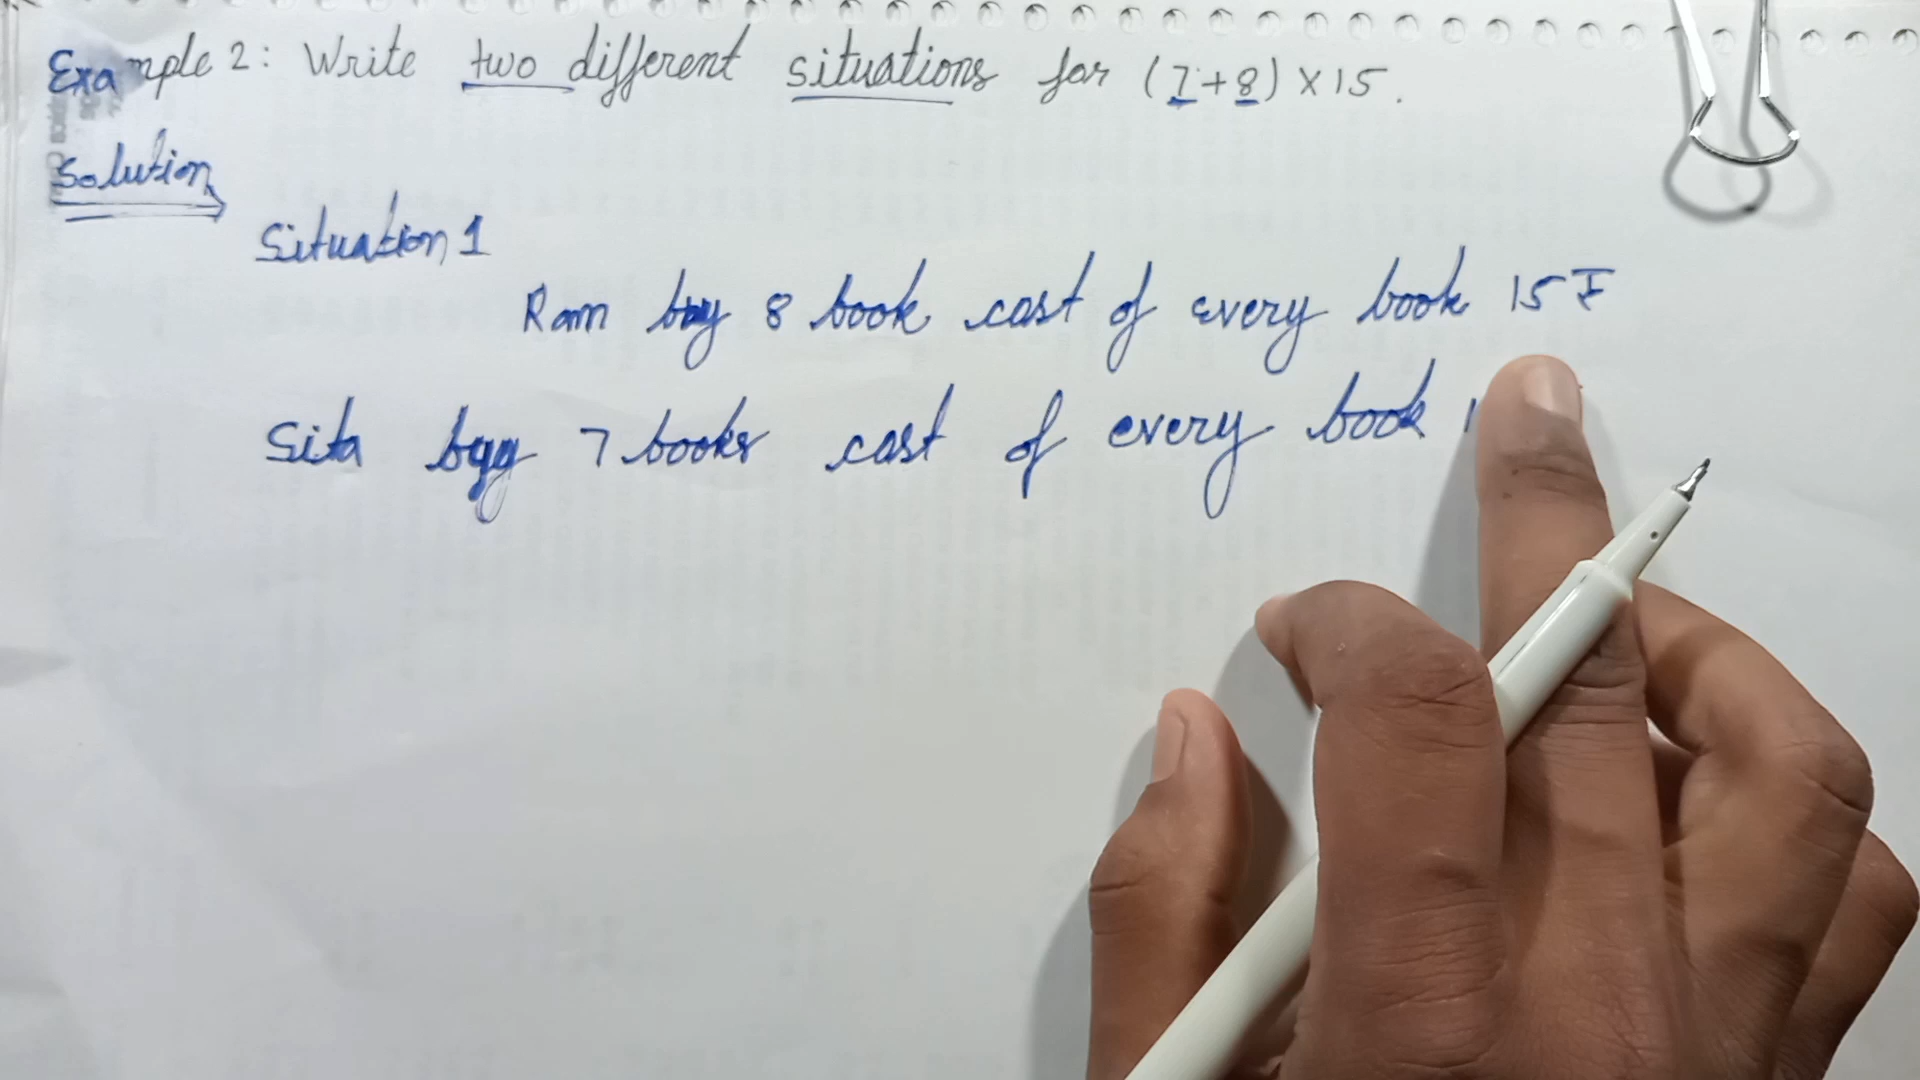 Example 2: Write two different situations for (7+8) × 15.
Solution
Situation 1
Ram buy 8 book cost of every book 15 ₹
Sita buy 7 books cost of every book 1